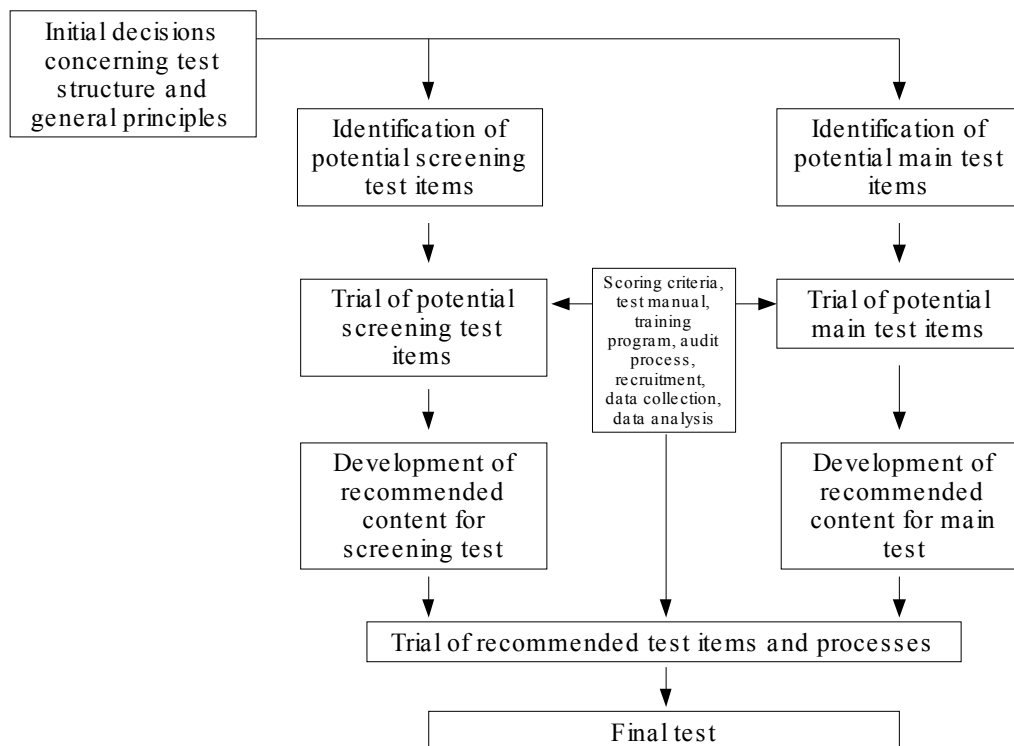 Initial decisions
concerning test
structure and
general principles
Identification of
potential screening
test items
Identification of
potential main test
items
Trial of potential
screening test
items
Scoring criteria,
test manual,
training
program, audit
process,
recruitment,
data collection,
data analysis
Trial of potential
main test items
Development of
recommended
content for
screening test
Development of
recommended
content for main
test
Trial of recommended test items and processes
Final test